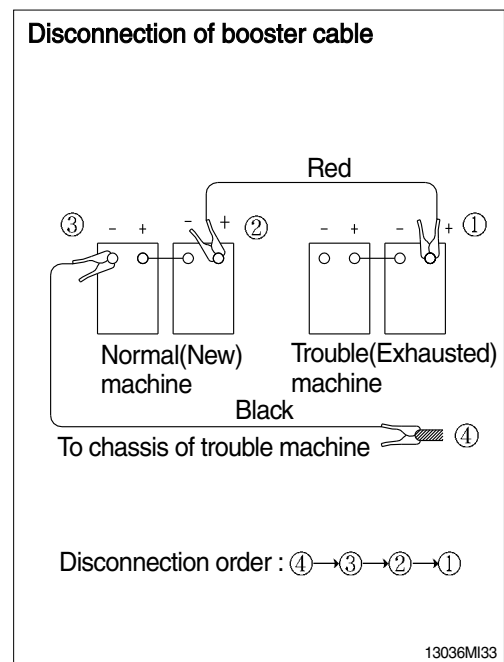 Disconnection of booster cable
Red
③ - + - + ② - + - + ①
Normal(New)
machine
Trouble(Exhausted)
machine
Black
To chassis of trouble machine ④
Disconnection order : ④→③→②→①
13036MI33